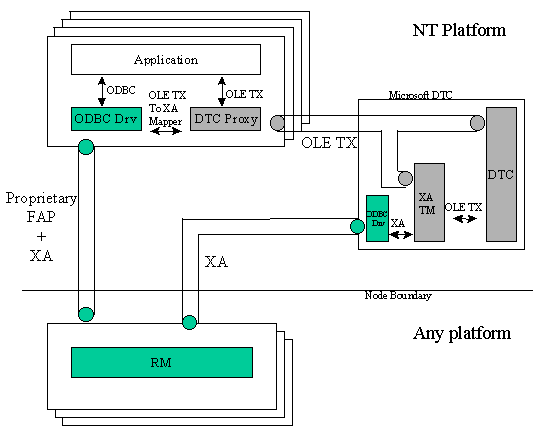 NT Platform
Application
ODBC
OLE TX
To XA
Mapper
OLE TX
ODBC Drv
DTC Proxy
Microsoft DTC
OLE TX
DTC
XA
TM
OLE TX
ODBC
Drv
XA
Proprietary
FAP
+
XA
XA
Node Boundary
Any platform
RM